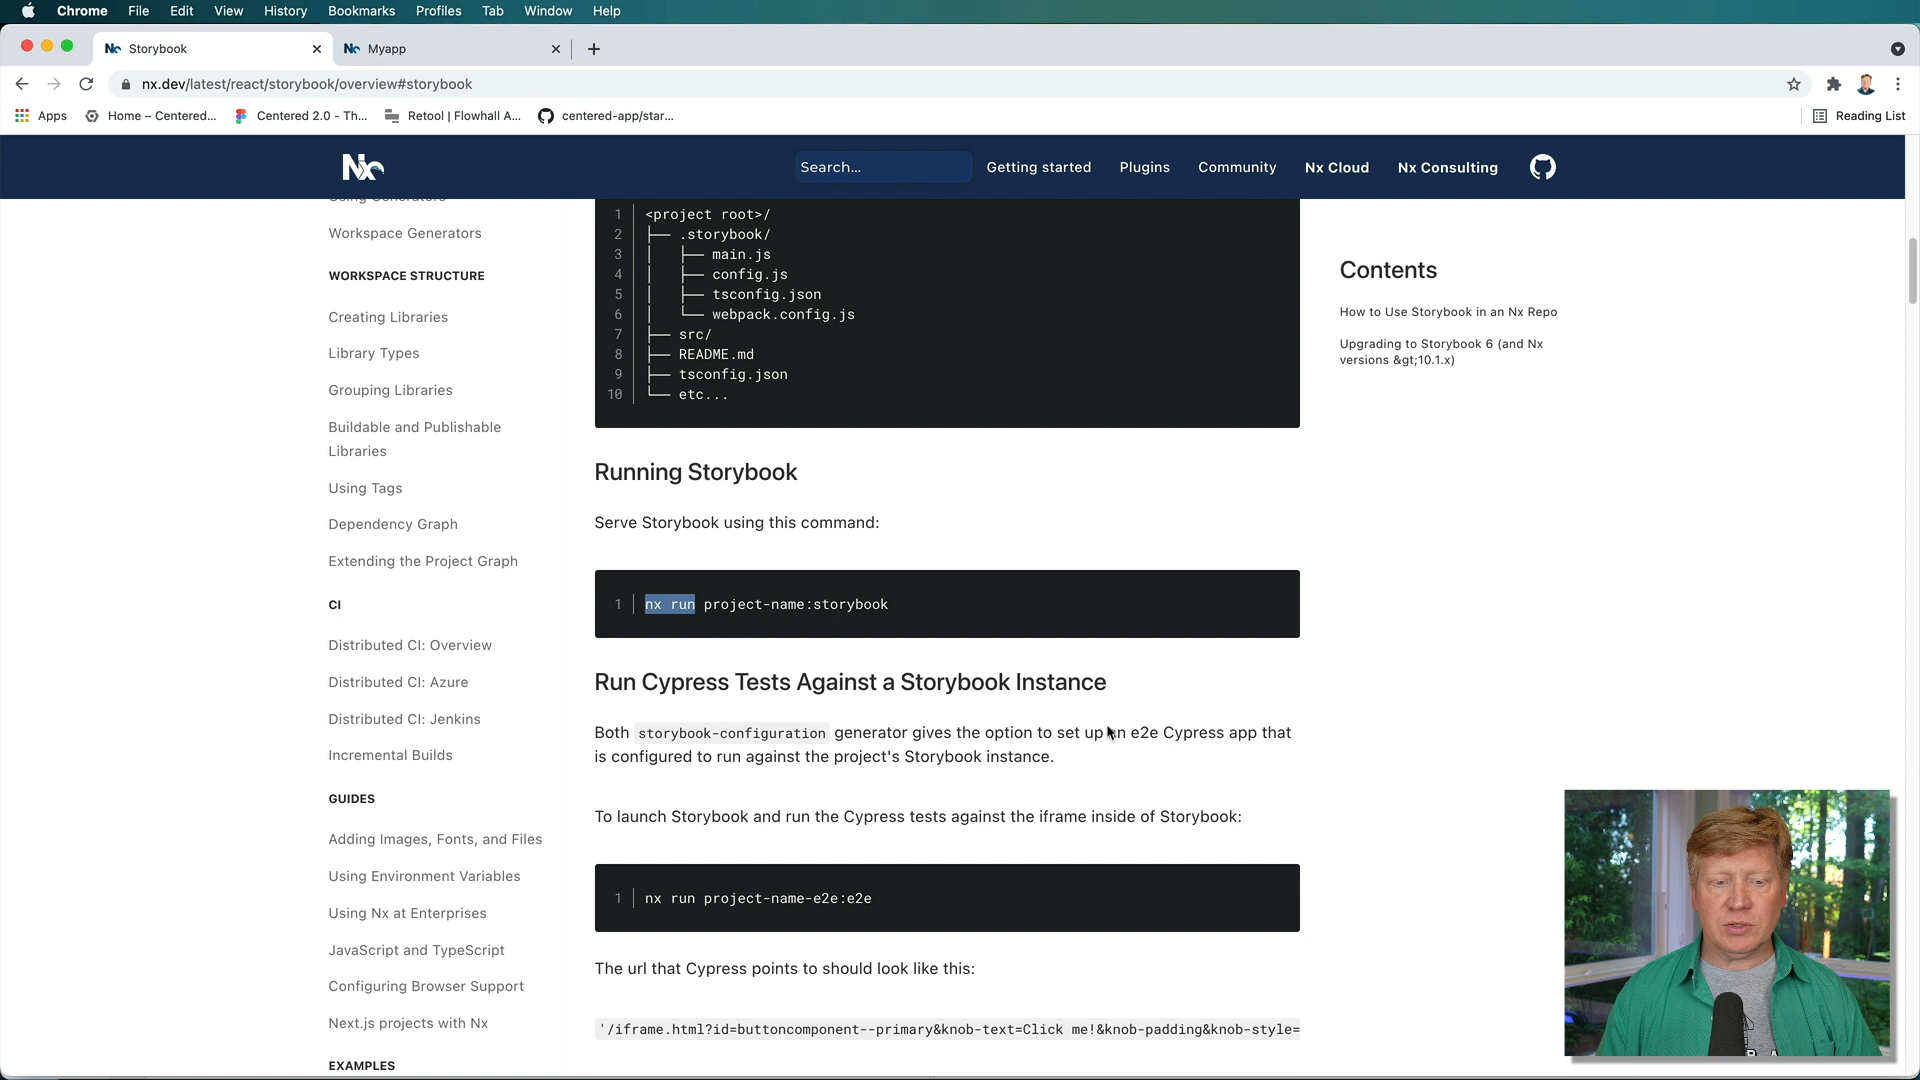 Chrome File Edit View History Bookmarks Profiles Tab Window Help
Storybook
Myapp
nx.dev/latest/react/storybook/overview#storybook
Apps
Home – Centered...
Centered 2.0 - Th...
Retool | Flowhall A...
centered-app/star...
Reading List
Nx
Search...
Getting started
Plugins
Community
Nx Cloud
Nx Consulting
Using Generators
Workspace Generators
WORKSPACE STRUCTURE
Creating Libraries
Library Types
Grouping Libraries
Buildable and Publishable
Libraries
Using Tags
Dependency Graph
Extending the Project Graph
CI
Distributed CI: Overview
Distributed CI: Azure
Distributed CI: Jenkins
Incremental Builds
GUIDES
Adding Images, Fonts, and Files
Using Environment Variables
Using Nx at Enterprises
JavaScript and TypeScript
Configuring Browser Support
Next.js projects with Nx
EXAMPLES
1 <project root>/
2 ├── .storybook/
3 │   ├── main.js
4 │   ├── config.js
5 │   ├── tsconfig.json
6 │   └── webpack.config.js
7 ├── src/
8 ├── README.md
9 ├── tsconfig.json
10 └── etc...
Running Storybook
Serve Storybook using this command:
1 nx run project-name:storybook
Run Cypress Tests Against a Storybook Instance
Both storybook-configuration generator gives the option to set up an e2e Cypress app that
is configured to run against the project's Storybook instance.
To launch Storybook and run the Cypress tests against the iframe inside of Storybook:
1 nx run project-name-e2e:e2e
The url that Cypress points to should look like this:
'/iframe.html?id=buttoncomponent--primary&knob-text=Click me!&knob-padding&knob-style=
Contents
How to Use Storybook in an Nx Repo
Upgrading to Storybook 6 (and Nx
versions &gt;10.1.x)